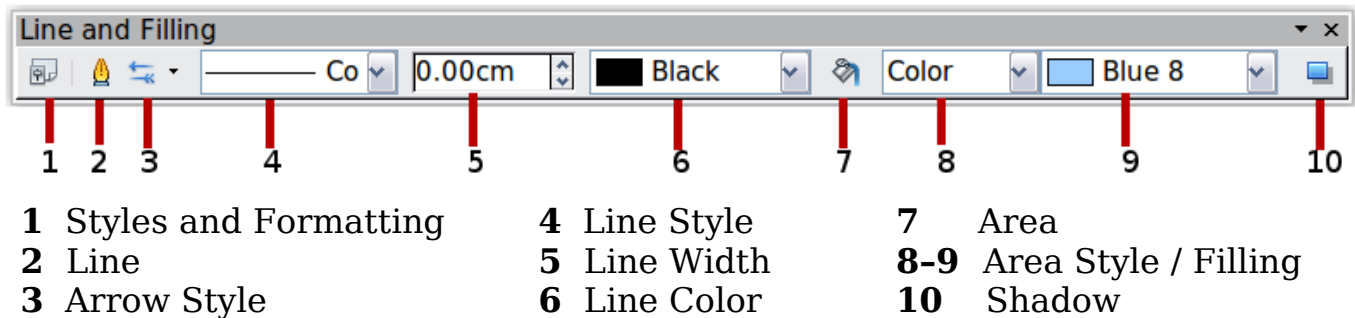 Line and Filling
Co 0.00cm Black Color Blue 8
1 2 3 4 5 6 7 8 9 10
1 Styles and Formatting 4 Line Style 7 Area
2 Line 5 Line Width 8–9 Area Style / Filling
3 Arrow Style 6 Line Color 10 Shadow